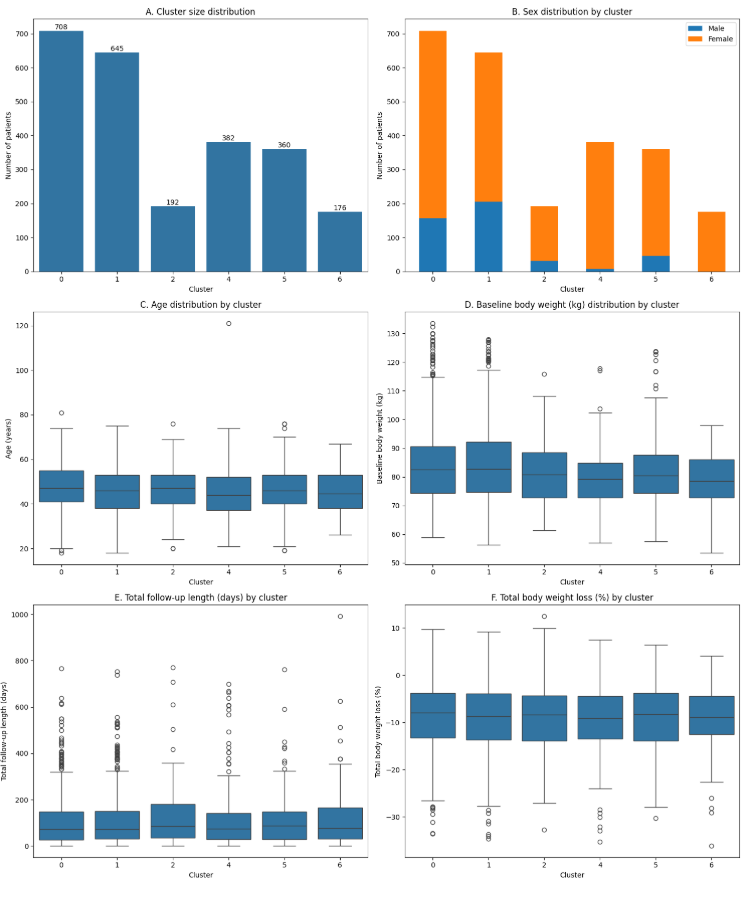 A. Cluster size distribution
708
645
192
382
360
176
700
600
500
400
300
200
100
0
Number of patients
0 1 2 4 5 6
Cluster
B. Sex distribution by cluster
Male
Female
700
600
500
400
300
200
100
0
Number of patients
0 1 2 4 5 6
Cluster
C. Age distribution by cluster
120
100
80
60
40
20
Age (years)
0 1 2 4 5 6
Cluster
D. Baseline body weight (kg) distribution by cluster
130
120
110
100
90
80
70
60
50
Baseline body weight (kg)
0 1 2 4 5 6
Cluster
E. Total follow-up length (days) by cluster
1000
800
600
400
200
0
Total follow-up length (days)
0 1 2 4 5 6
Cluster
F. Total body weight loss (%) by cluster
10
0
−10
−20
−30
Total body weight loss (%)
0 1 2 4 5 6
Cluster